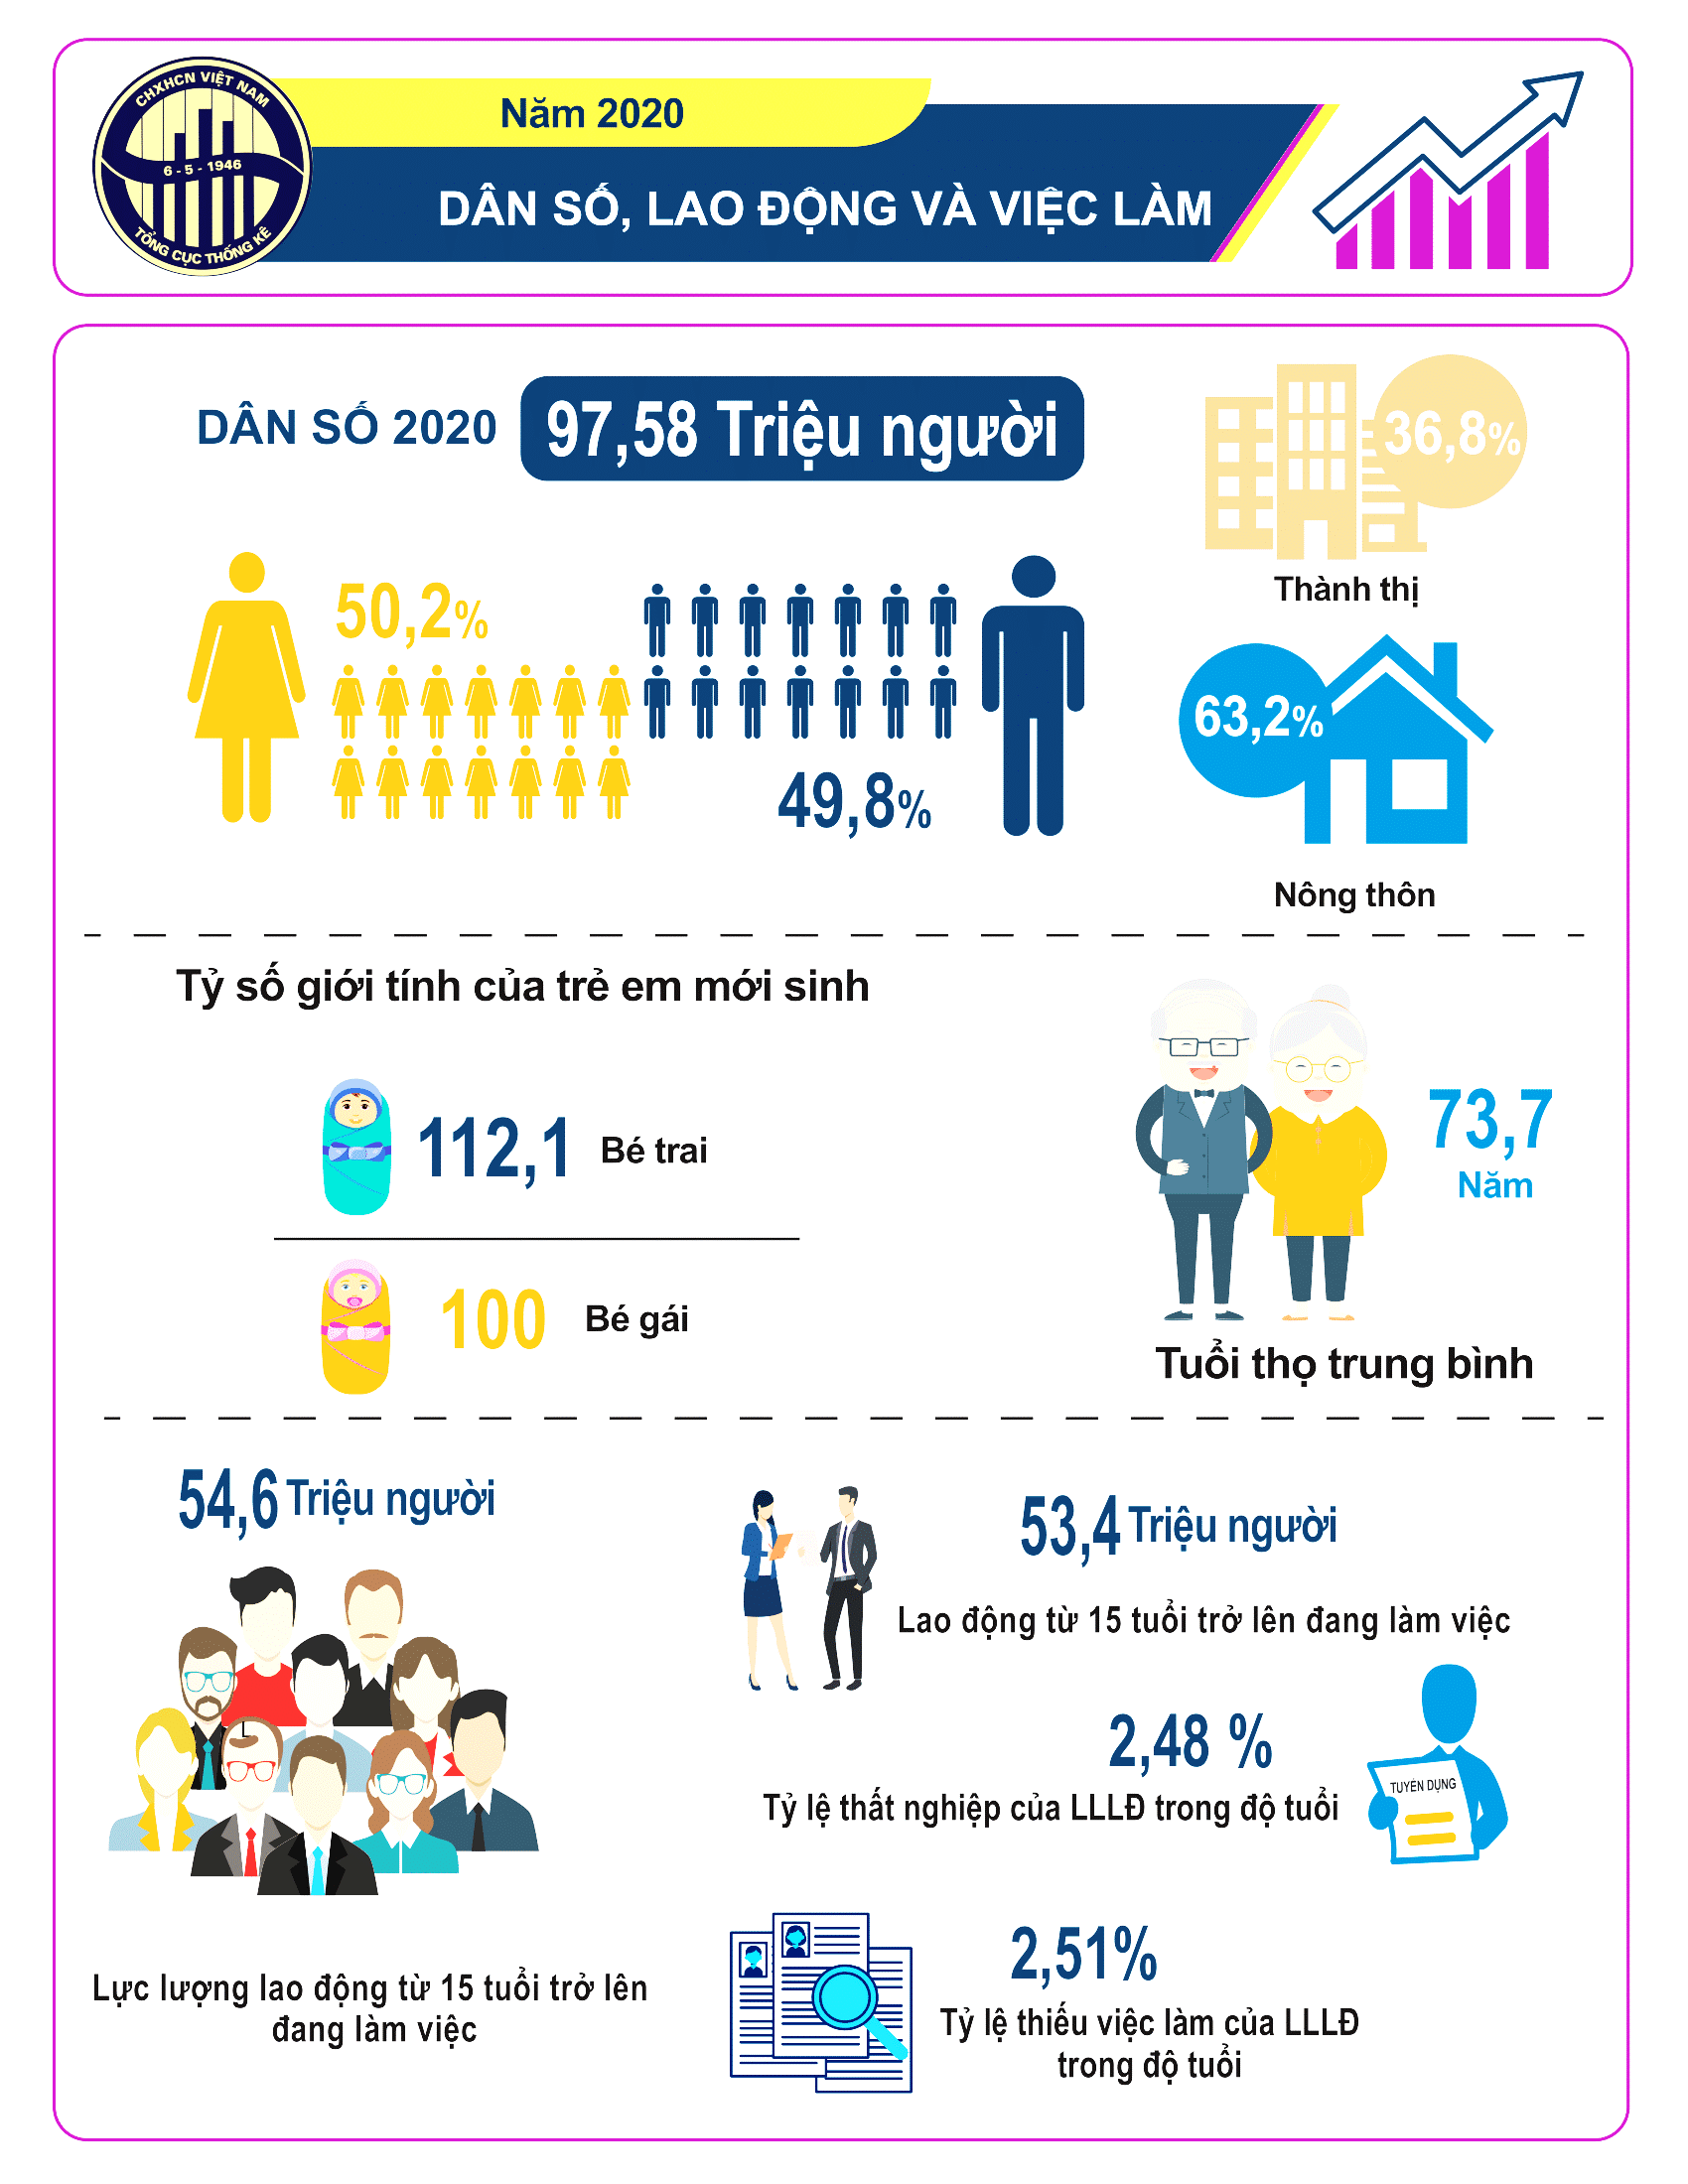 CHXHCN VIỆT NAM
6 - 5 - 1946
TỔNG CỤC THỐNG KÊ
Năm 2020
DÂN SỐ, LAO ĐỘNG VÀ VIỆC LÀM
DÂN SỐ 2020
97,58 Triệu người
36,8%
Thành thị
50,2%
49,8%
63,2%
Nông thôn
Tỷ số giới tính của trẻ em mới sinh
112,1 Bé trai
100 Bé gái
73,7
Năm
Tuổi thọ trung bình
54,6 Triệu người
Lực lượng lao động từ 15 tuổi trở lên
đang làm việc
53,4 Triệu người
Lao động từ 15 tuổi trở lên đang làm việc
2,48 %
Tỷ lệ thất nghiệp của LLLĐ trong độ tuổi
TUYỂN DỤNG
2,51%
Tỷ lệ thiếu việc làm của LLLĐ
trong độ tuổi